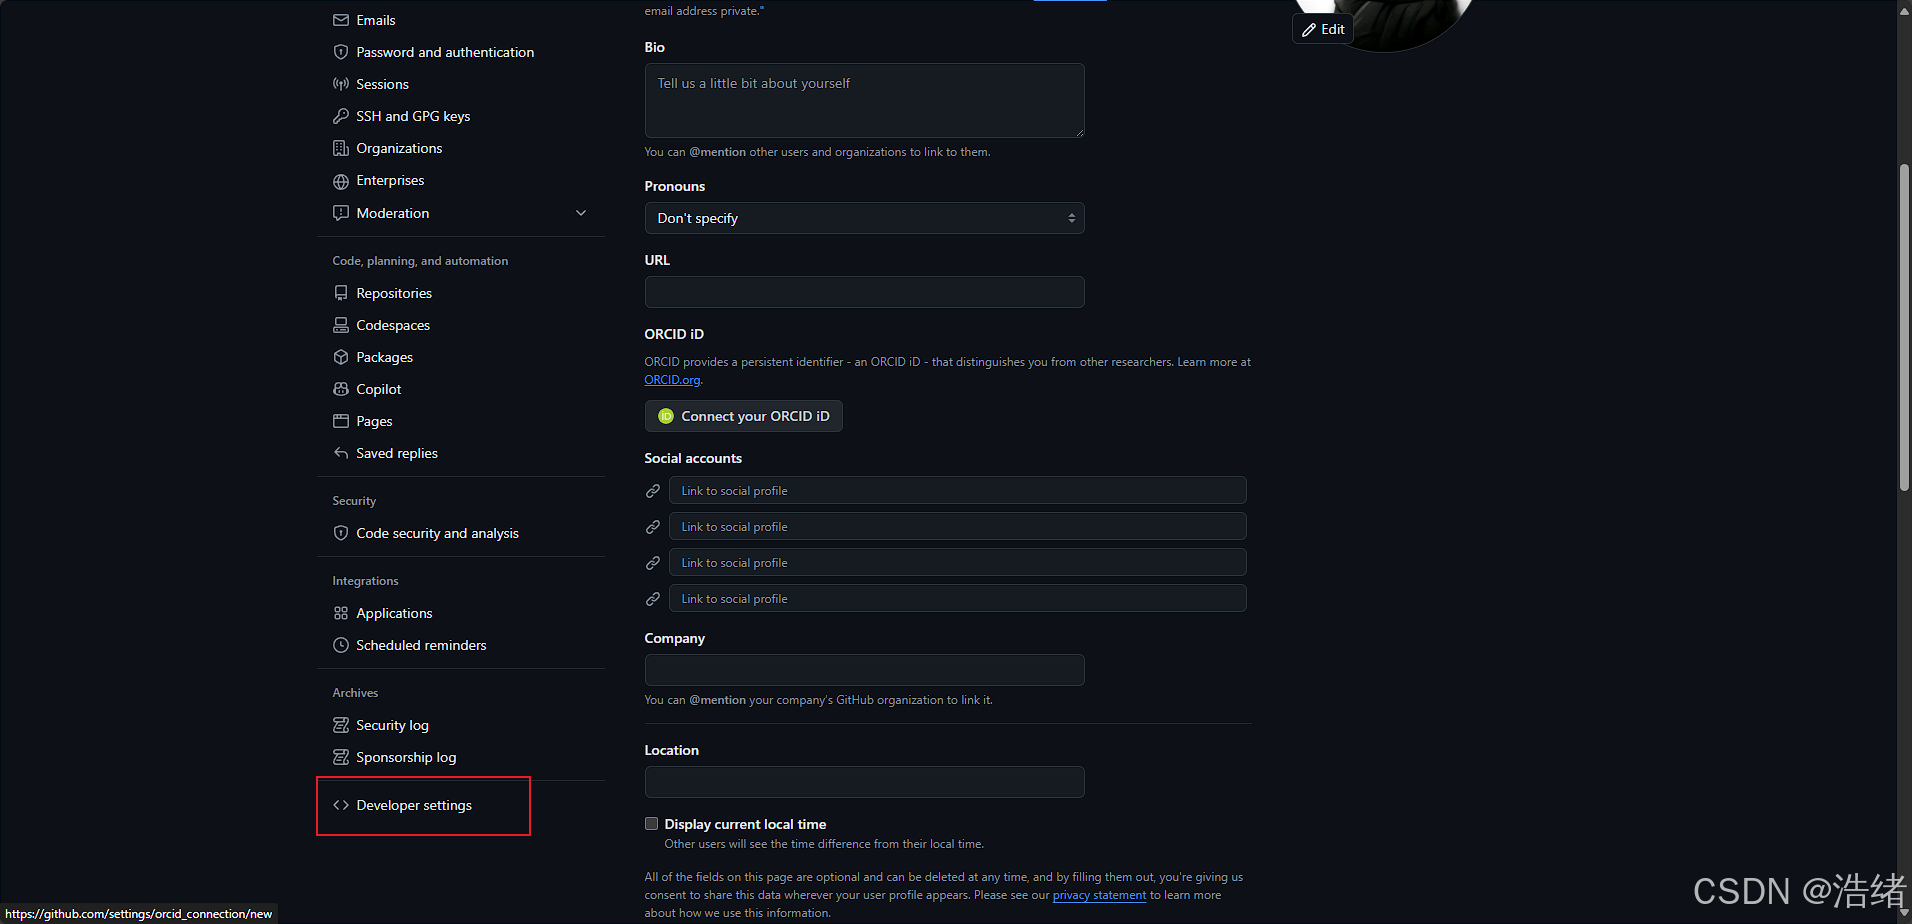 Emails
Password and authentication
Sessions
SSH and GPG keys
Organizations
Enterprises
Moderation
Code, planning, and automation
Repositories
Codespaces
Packages
Copilot
Pages
Saved replies
Security
Code security and analysis
Integrations
Applications
Scheduled reminders
Archives
Security log
Sponsorship log
Developer settings
email address private."
Edit
Bio
Tell us a little bit about yourself
You can @mention other users and organizations to link to them.
Pronouns
Don't specify
URL
ORCID iD
ORCID provides a persistent identifier - an ORCID iD - that distinguishes you from other researchers. Learn more at
ORCID.org.
iD Connect your ORCID iD
Social accounts
Link to social profile
Link to social profile
Link to social profile
Link to social profile
Company
You can @mention your company's GitHub organization to link it.
Location
Display current local time
Other users will see the time difference from their local time.
All of the fields on this page are optional and can be deleted at any time, and by filling them out, you're giving us
consent to share this data wherever your user profile appears. Please see our privacy statement to learn more
about how we use this information.
https://github.com/settings/orcid_connection/new
CSDN @浩绪